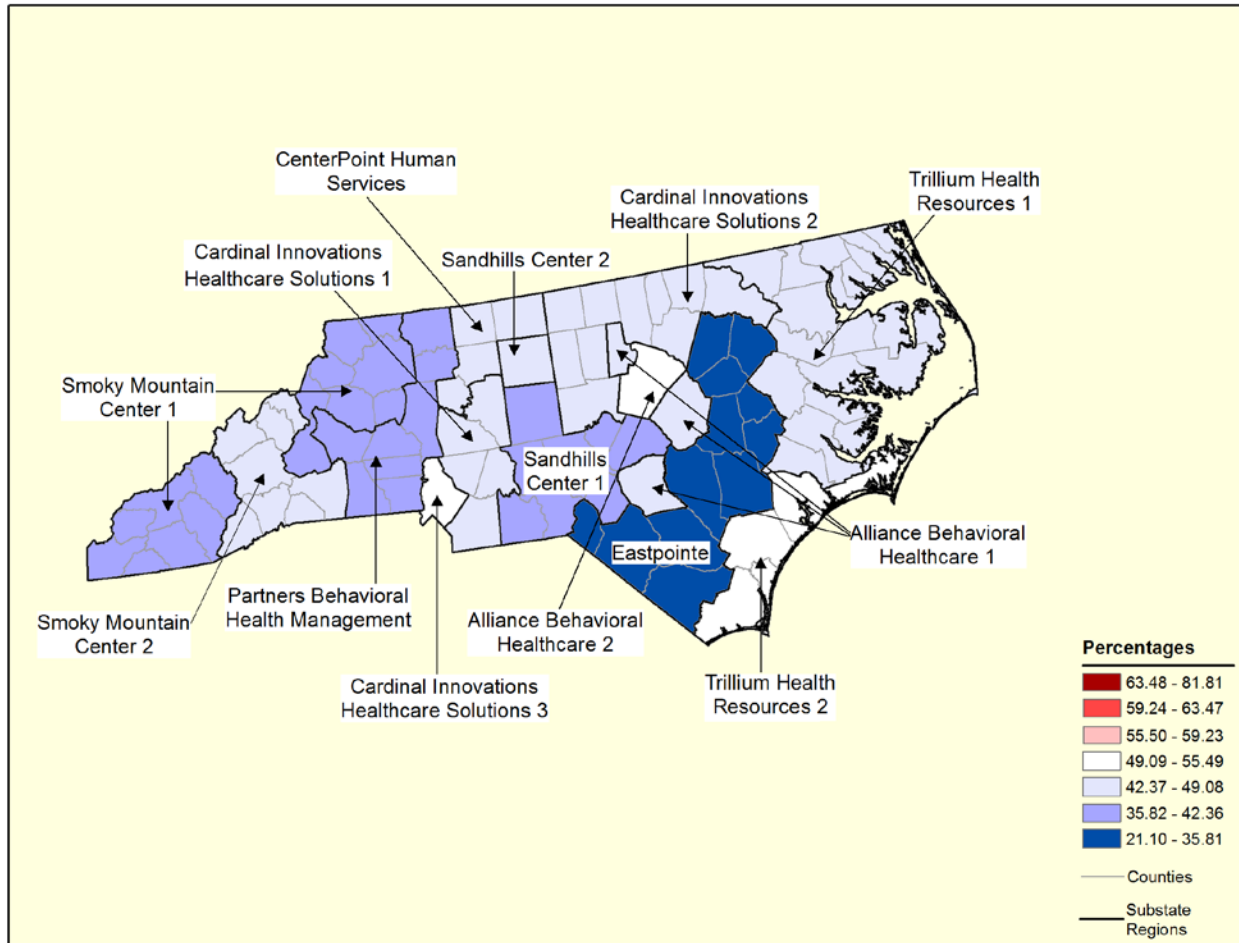 CenterPoint Human
Services
Cardinal Innovations
Healthcare Solutions 2
Trillium Health
Resources 1
Cardinal Innovations
Healthcare Solutions 1
Sandhills Center 2
Smoky Mountain
Center 1
Sandhills
Center 1
Eastpointe
Alliance Behavioral
Healthcare 1
Partners Behavioral
Health Management
Smoky Mountain
Center 2
Alliance Behavioral
Healthcare 2
Cardinal Innovations
Healthcare Solutions 3
Trillium Health
Resources 2
Percentages
63.48 - 81.81
59.24 - 63.47
55.50 - 59.23
49.09 - 55.49
42.37 - 49.08
35.82 - 42.36
21.10 - 35.81
Counties
Substate
Regions